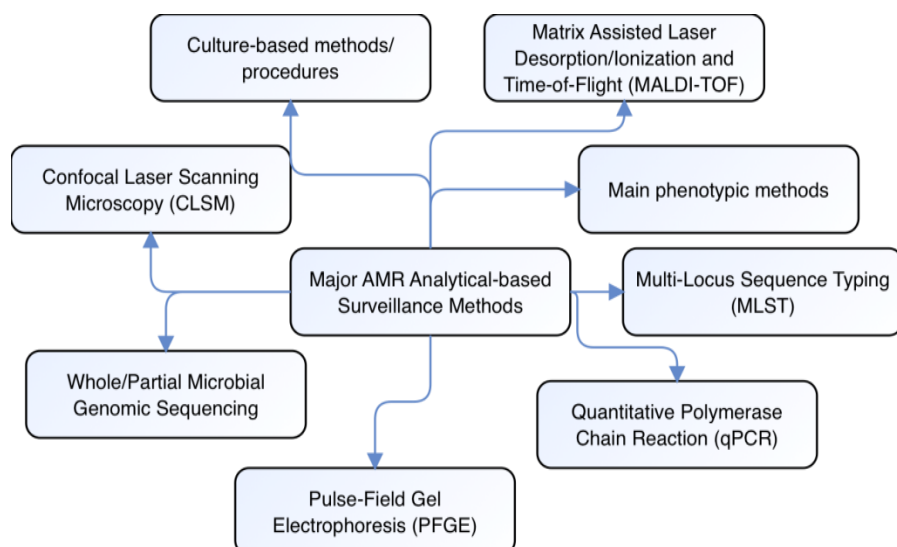 Culture-based methods/
procedures
Matrix Assisted Laser
Desorption/Ionization and
Time-of-Flight (MALDI-TOF)
Confocal Laser Scanning
Microscopy (CLSM)
Main phenotypic methods
Major AMR Analytical-based
Surveillance Methods
Multi-Locus Sequence Typing
(MLST)
Whole/Partial Microbial
Genomic Sequencing
Quantitative Polymerase
Chain Reaction (qPCR)
Pulse-Field Gel
Electrophoresis (PFGE)